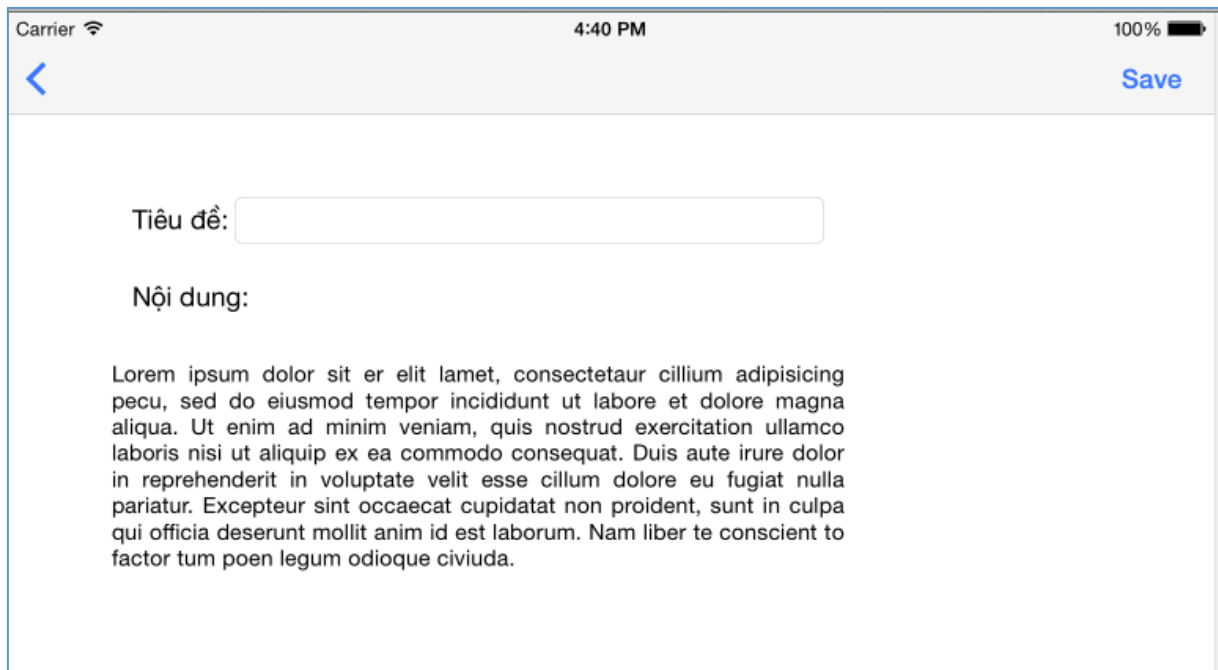 Carrier 4:40 PM 100%
Save
Tiêu đề:
Nội dung:
Lorem ipsum dolor sit er elit lamet, consectetaur cillium adipisicing
pecu, sed do eiusmod tempor incididunt ut labore et dolore magna
aliqua. Ut enim ad minim veniam, quis nostrud exercitation ullamco
laboris nisi ut aliquip ex ea commodo consequat. Duis aute irure dolor
in reprehenderit in voluptate velit esse cillum dolore eu fugiat nulla
pariatur. Excepteur sint occaecat cupidatat non proident, sunt in culpa
qui officia deserunt mollit anim id est laborum. Nam liber te conscient to
factor tum poen legum odioque civiuda.